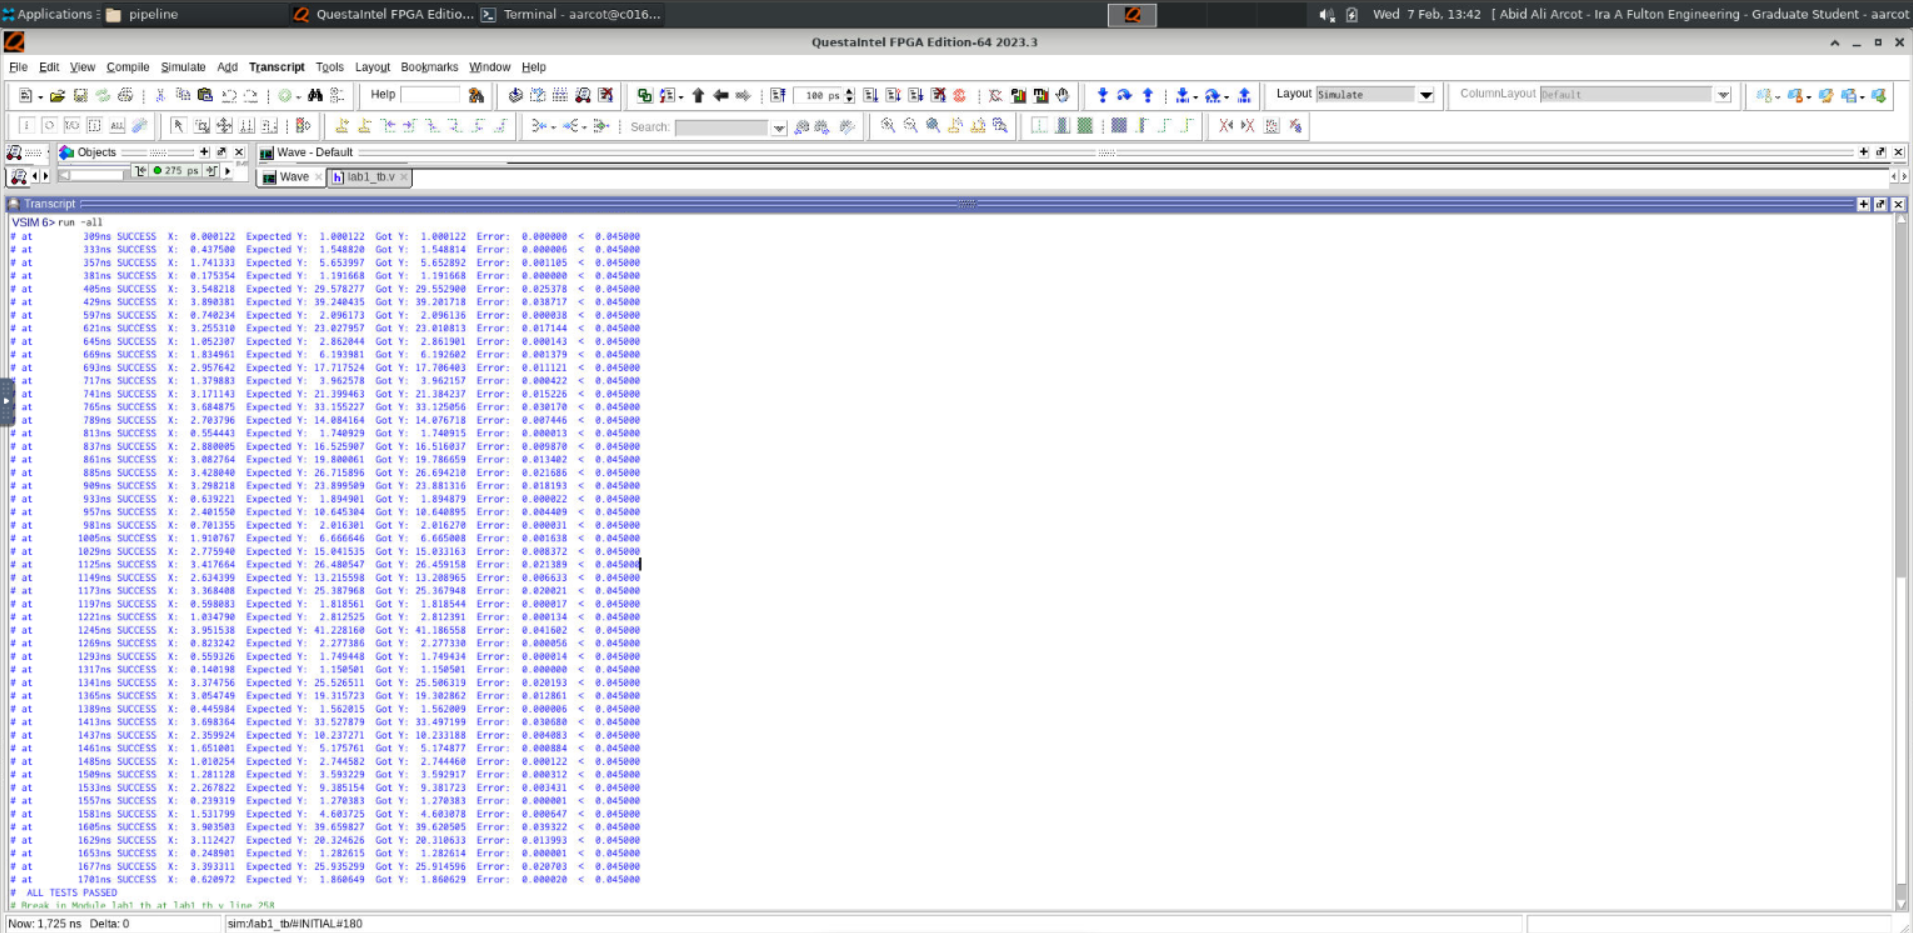 Applications : pipeline QuestaIntel FPGA Editio... Terminal - aarcot@c016... Wed 7 Feb, 13:42 [ Abid Ali Arcot - Ira A Fulton Engineering - Graduate Student - aarcot
QuestaIntel FPGA Edition-64 2023.3
File Edit View Compile Simulate Add Transcript Tools Layout Bookmarks Window Help
Help 100 ps Layout Simulate ColumnLayout Default
Search:
Objects Wave - Default
275 ps Wave lab1_tb.v
Transcript
VSIM 6> run -all
# at 309ns SUCCESS X: 0.000122 Expected Y: 1.000122 Got Y: 1.000122 Error: 0.000000 < 0.045000
# at 333ns SUCCESS X: 0.437500 Expected Y: 1.548820 Got Y: 1.548814 Error: 0.000006 < 0.045000
# at 357ns SUCCESS X: 1.741333 Expected Y: 5.653997 Got Y: 5.652892 Error: 0.001105 < 0.045000
# at 381ns SUCCESS X: 0.175354 Expected Y: 1.191668 Got Y: 1.191668 Error: 0.000000 < 0.045000
# at 405ns SUCCESS X: 3.548218 Expected Y: 29.578277 Got Y: 29.552900 Error: 0.025378 < 0.045000
# at 429ns SUCCESS X: 3.890381 Expected Y: 39.240435 Got Y: 39.201718 Error: 0.038717 < 0.045000
# at 597ns SUCCESS X: 0.740234 Expected Y: 2.096173 Got Y: 2.096136 Error: 0.000038 < 0.045000
# at 621ns SUCCESS X: 3.255310 Expected Y: 23.027957 Got Y: 23.010813 Error: 0.017144 < 0.045000
# at 645ns SUCCESS X: 1.052307 Expected Y: 2.862044 Got Y: 2.861901 Error: 0.000143 < 0.045000
# at 669ns SUCCESS X: 1.834961 Expected Y: 6.193981 Got Y: 6.192602 Error: 0.001379 < 0.045000
# at 693ns SUCCESS X: 2.957642 Expected Y: 17.717524 Got Y: 17.706403 Error: 0.011121 < 0.045000
# at 717ns SUCCESS X: 1.379883 Expected Y: 3.962578 Got Y: 3.962157 Error: 0.000422 < 0.045000
# at 741ns SUCCESS X: 3.171143 Expected Y: 21.399463 Got Y: 21.384237 Error: 0.015226 < 0.045000
# at 765ns SUCCESS X: 3.684875 Expected Y: 33.155227 Got Y: 33.125056 Error: 0.030170 < 0.045000
# at 789ns SUCCESS X: 2.703796 Expected Y: 14.084164 Got Y: 14.076718 Error: 0.007446 < 0.045000
# at 813ns SUCCESS X: 0.554443 Expected Y: 1.740929 Got Y: 1.740915 Error: 0.000013 < 0.045000
# at 837ns SUCCESS X: 2.880005 Expected Y: 16.525907 Got Y: 16.516037 Error: 0.009870 < 0.045000
# at 861ns SUCCESS X: 3.082764 Expected Y: 19.800061 Got Y: 19.786659 Error: 0.013402 < 0.045000
# at 885ns SUCCESS X: 3.428040 Expected Y: 26.715896 Got Y: 26.694210 Error: 0.021686 < 0.045000
# at 909ns SUCCESS X: 3.298218 Expected Y: 23.899509 Got Y: 23.881316 Error: 0.018193 < 0.045000
# at 933ns SUCCESS X: 0.639221 Expected Y: 1.894901 Got Y: 1.894879 Error: 0.000022 < 0.045000
# at 957ns SUCCESS X: 2.401550 Expected Y: 10.645304 Got Y: 10.640895 Error: 0.004409 < 0.045000
# at 981ns SUCCESS X: 0.701355 Expected Y: 2.016301 Got Y: 2.016270 Error: 0.000031 < 0.045000
# at 1005ns SUCCESS X: 1.910767 Expected Y: 6.666646 Got Y: 6.665008 Error: 0.001638 < 0.045000
# at 1029ns SUCCESS X: 2.775940 Expected Y: 15.041535 Got Y: 15.033163 Error: 0.008372 < 0.045000
# at 1125ns SUCCESS X: 3.417664 Expected Y: 26.480547 Got Y: 26.459158 Error: 0.021389 < 0.045000
# at 1149ns SUCCESS X: 2.634399 Expected Y: 13.215598 Got Y: 13.208965 Error: 0.006633 < 0.045000
# at 1173ns SUCCESS X: 3.368408 Expected Y: 25.387968 Got Y: 25.367948 Error: 0.020021 < 0.045000
# at 1197ns SUCCESS X: 0.598083 Expected Y: 1.818561 Got Y: 1.818544 Error: 0.000017 < 0.045000
# at 1221ns SUCCESS X: 1.034790 Expected Y: 2.812525 Got Y: 2.812391 Error: 0.000134 < 0.045000
# at 1245ns SUCCESS X: 3.951538 Expected Y: 41.228160 Got Y: 41.186558 Error: 0.041602 < 0.045000
# at 1269ns SUCCESS X: 0.823242 Expected Y: 2.277386 Got Y: 2.277330 Error: 0.000056 < 0.045000
# at 1293ns SUCCESS X: 0.559326 Expected Y: 1.749448 Got Y: 1.749434 Error: 0.000014 < 0.045000
# at 1317ns SUCCESS X: 0.140198 Expected Y: 1.150501 Got Y: 1.150501 Error: 0.000000 < 0.045000
# at 1341ns SUCCESS X: 3.374756 Expected Y: 25.526511 Got Y: 25.506319 Error: 0.020193 < 0.045000
# at 1365ns SUCCESS X: 3.054749 Expected Y: 19.315723 Got Y: 19.302862 Error: 0.012861 < 0.045000
# at 1389ns SUCCESS X: 0.445984 Expected Y: 1.562015 Got Y: 1.562009 Error: 0.000006 < 0.045000
# at 1413ns SUCCESS X: 3.698364 Expected Y: 33.527879 Got Y: 33.497199 Error: 0.030680 < 0.045000
# at 1437ns SUCCESS X: 2.359924 Expected Y: 10.237271 Got Y: 10.233188 Error: 0.004083 < 0.045000
# at 1461ns SUCCESS X: 1.651001 Expected Y: 5.175761 Got Y: 5.174877 Error: 0.000884 < 0.045000
# at 1485ns SUCCESS X: 1.010254 Expected Y: 2.744582 Got Y: 2.744460 Error: 0.000122 < 0.045000
# at 1509ns SUCCESS X: 1.281128 Expected Y: 3.593229 Got Y: 3.592917 Error: 0.000312 < 0.045000
# at 1533ns SUCCESS X: 2.267822 Expected Y: 9.385154 Got Y: 9.381723 Error: 0.003431 < 0.045000
# at 1557ns SUCCESS X: 0.239319 Expected Y: 1.270383 Got Y: 1.270383 Error: 0.000001 < 0.045000
# at 1581ns SUCCESS X: 1.531799 Expected Y: 4.603725 Got Y: 4.603078 Error: 0.000647 < 0.045000
# at 1605ns SUCCESS X: 3.903503 Expected Y: 39.659827 Got Y: 39.620505 Error: 0.039322 < 0.045000
# at 1629ns SUCCESS X: 3.112427 Expected Y: 20.324626 Got Y: 20.310633 Error: 0.013993 < 0.045000
# at 1653ns SUCCESS X: 0.248901 Expected Y: 1.282615 Got Y: 1.282614 Error: 0.000001 < 0.045000
# at 1677ns SUCCESS X: 3.393311 Expected Y: 25.935299 Got Y: 25.914596 Error: 0.020703 < 0.045000
# at 1701ns SUCCESS X: 0.620972 Expected Y: 1.860649 Got Y: 1.860629 Error: 0.000020 < 0.045000
# ALL TESTS PASSED
# Break in Module lab1_tb at lab1_tb.v line 258
Now: 1,725 ns Delta: 0 sim:/lab1_tb/#INITIAL#180